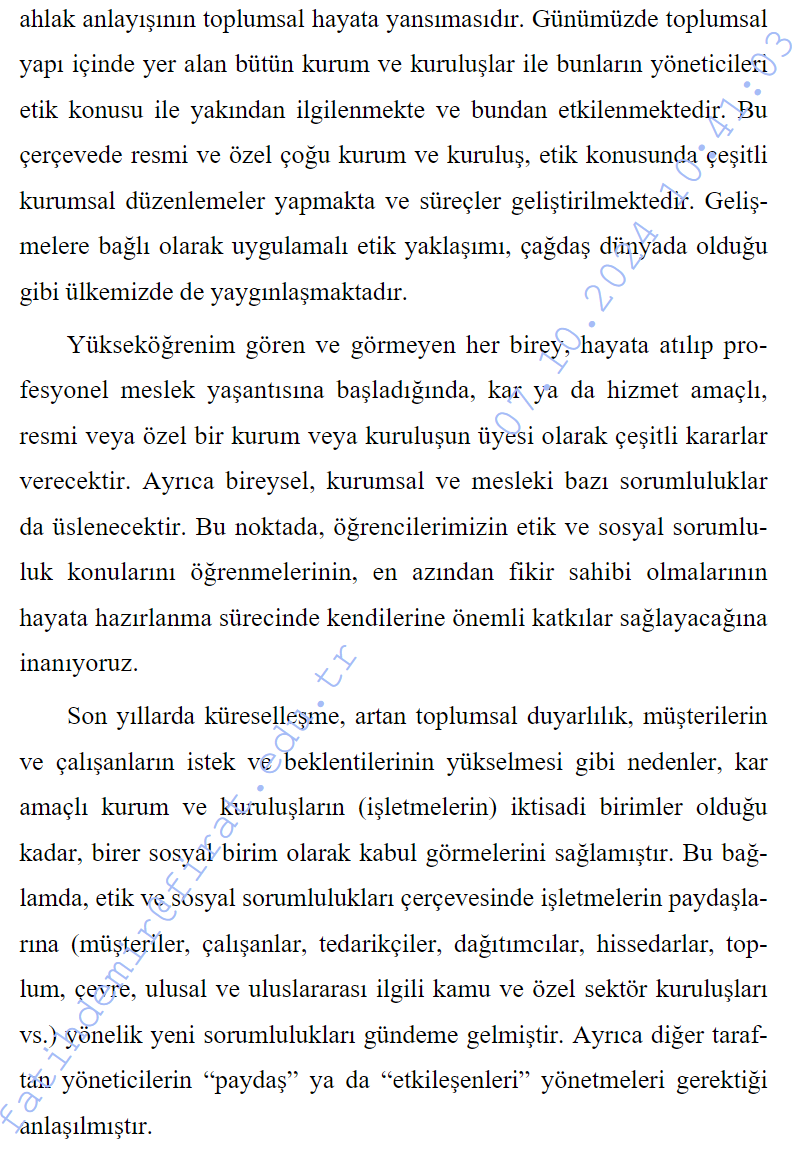 ahlak anlayışının toplumsal hayata yansımasıdır. Günümüzde toplumsal
yapı içinde yer alan bütün kurum ve kuruluşlar ile bunların yöneticileri
etik konusu ile yakından ilgilenmekte ve bundan etkilenmektedir. Bu
çerçevede resmi ve özel çoğu kurum ve kuruluş, etik konusunda çeşitli
kurumsal düzenlemeler yapmakta ve süreçler geliştirilmektedir. Geliş-
melere bağlı olarak uygulamalı etik yaklaşımı, çağdaş dünyada olduğu
gibi ülkemizde de yaygınlaşmaktadır.
Yükseköğrenim gören ve görmeyen her birey, hayata atılıp pro-
fesyonel meslek yaşantısına başladığında, kar ya da hizmet amaçlı,
resmi veya özel bir kurum veya kuruluşun üyesi olarak çeşitli kararlar
verecektir. Ayrıca bireysel, kurumsal ve mesleki bazı sorumluluklar
da üslenecektir. Bu noktada, öğrencilerimizin etik ve sosyal sorumlu-
luk konularını öğrenmelerinin, en azından fikir sahibi olmalarının
hayata hazırlanma sürecinde kendilerine önemli katkılar sağlayacağına
inanıyoruz.
Son yıllarda küreselleşme, artan toplumsal duyarlılık, müşterilerin
ve çalışanların istek ve beklentilerinin yükselmesi gibi nedenler, kar
amaçlı kurum ve kuruluşların (işletmelerin) iktisadi birimler olduğu
kadar, birer sosyal birim olarak kabul görmelerini sağlamıştır. Bu bağ-
lamda, etik ve sosyal sorumlulukları çerçevesinde işletmelerin paydaşla-
rına (müşteriler, çalışanlar, tedarikçiler, dağıtımcılar, hissedarlar, top-
lum, çevre, ulusal ve uluslararası ilgili kamu ve özel sektör kuruluşları
vs.) yönelik yeni sorumlulukları gündeme gelmiştir. Ayrıca diğer taraf-
tan yöneticilerin “paydaş” ya da “etkileşenleri” yönetmeleri gerektiği
anlaşılmıştır.
fatihdemir@firat.edu.tr
07.10.2024 10:41:03